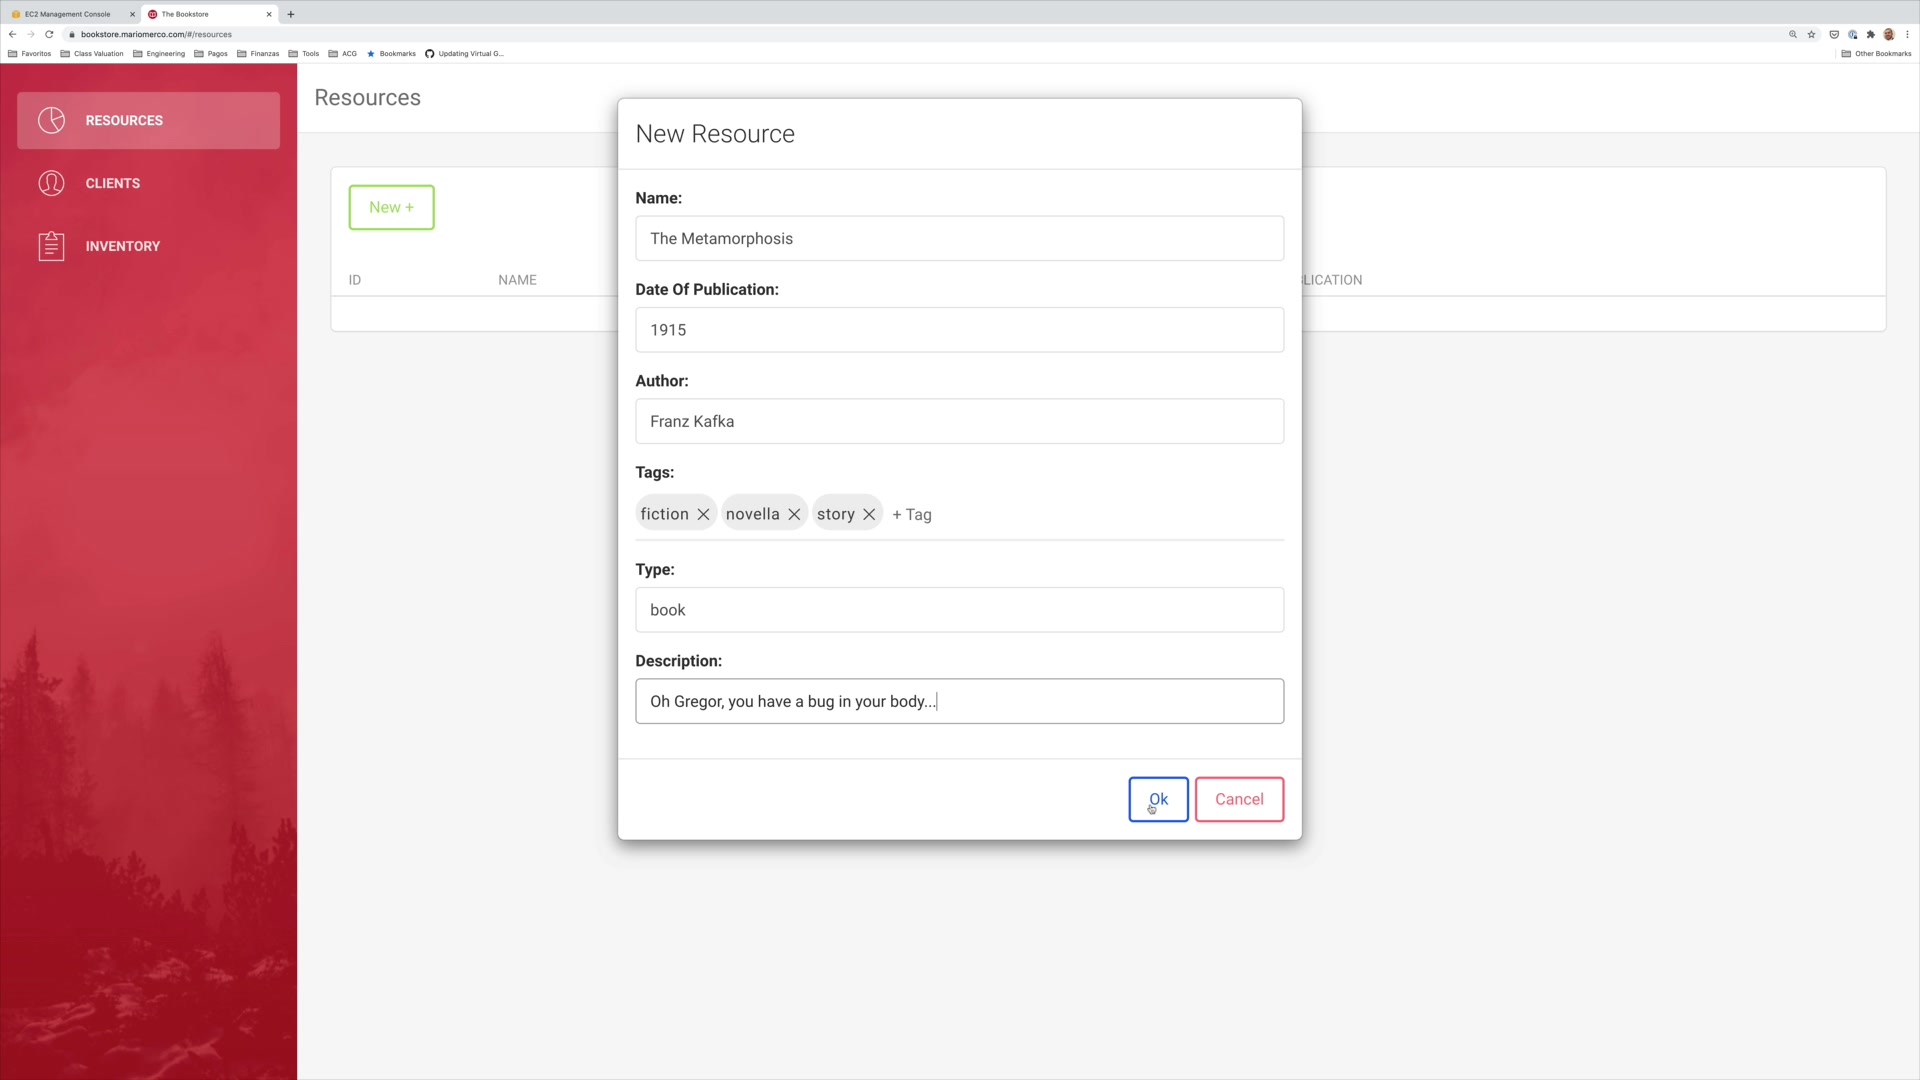 EC2 Management Console
The Bookstore
bookstore.mariomerco.com/#/resources
Favoritos Class Valuation Engineering Pagos Finanzas Tools ACG Bookmarks Updating Virtual G... Other Bookmarks
RESOURCES
CLIENTS
INVENTORY
Resources
New +
ID NAME LICATION
New Resource
Name:
The Metamorphosis
Date Of Publication:
1915
Author:
Franz Kafka
Tags:
fiction novella story + Tag
Type:
book
Description:
Oh Gregor, you have a bug in your body...
Ok Cancel